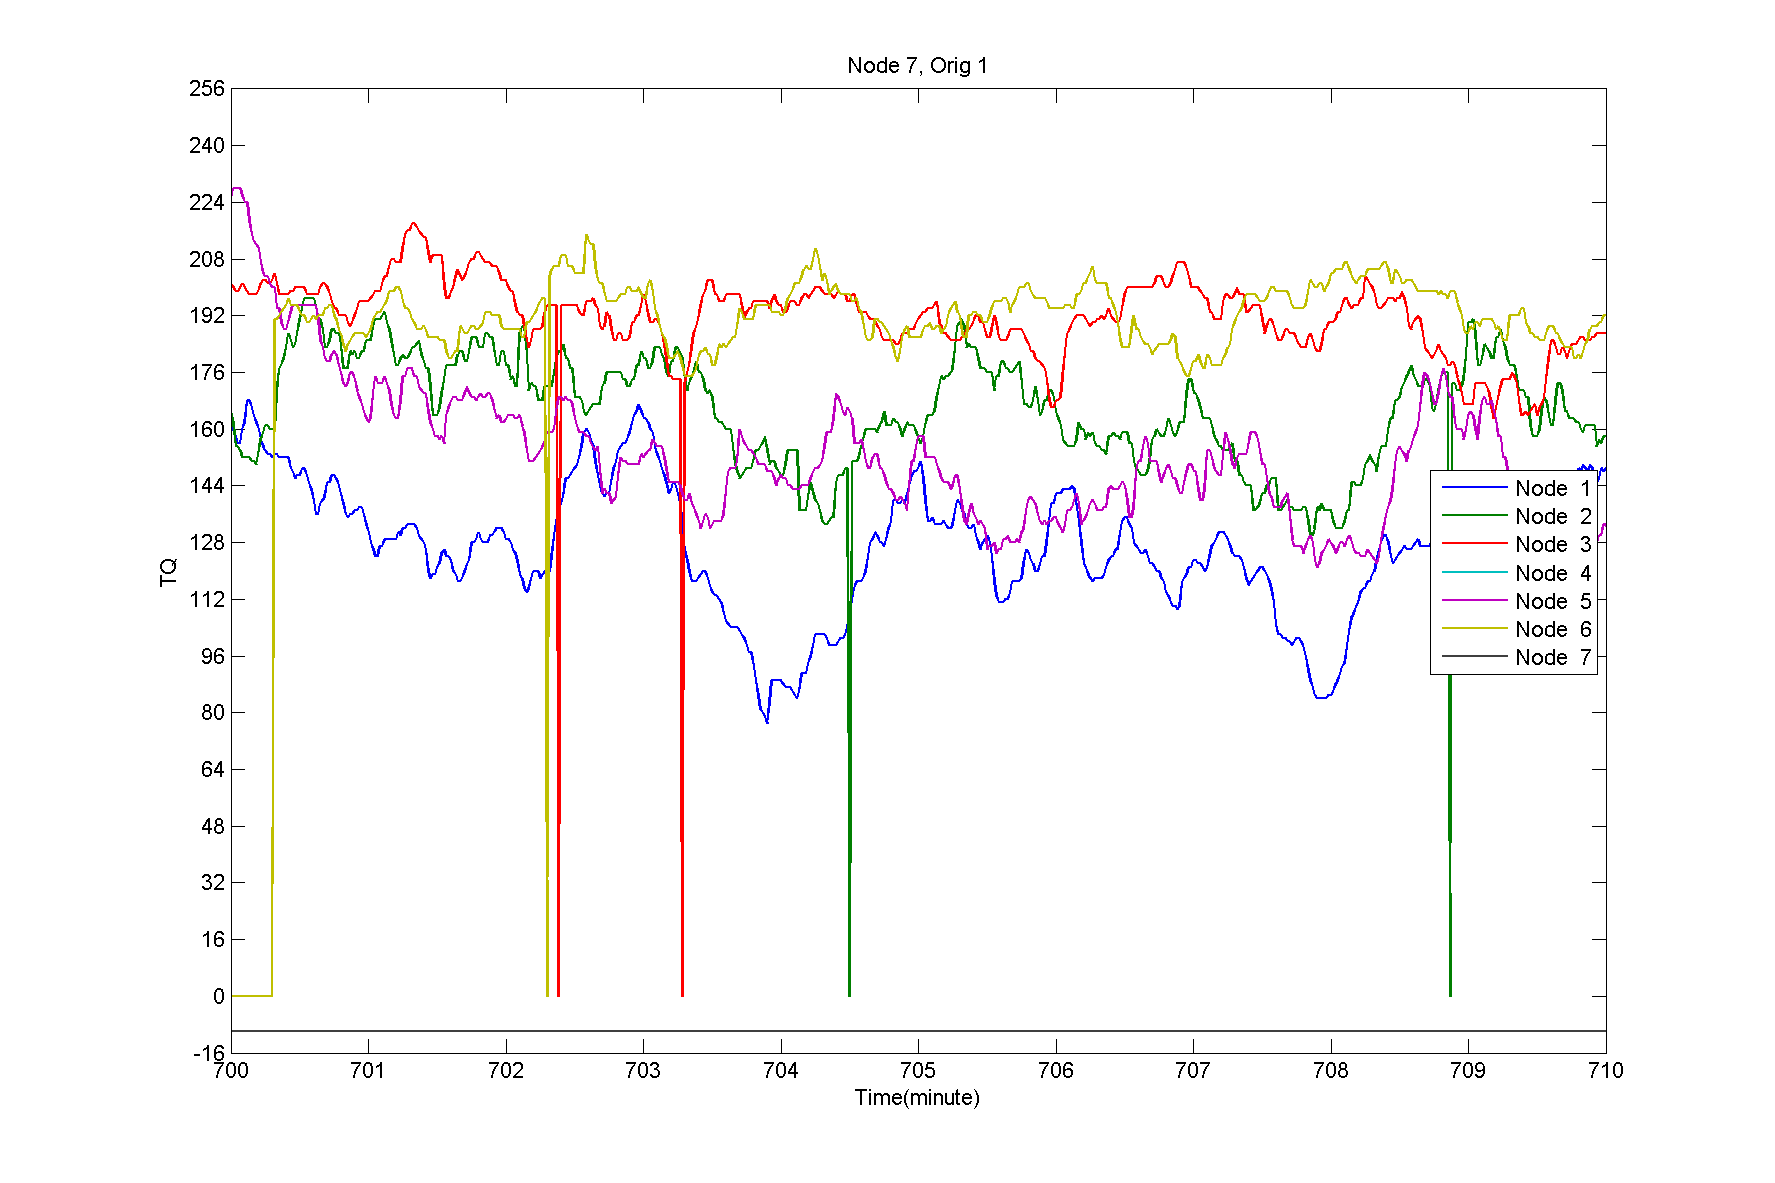 Node 7, Orig 1
256
240
224
208
192
176
160
144
128
112
96
80
64
48
32
16
0
-16
TQ
Node 1
Node 2
Node 3
Node 4
Node 5
Node 6
Node 7
700 701 702 703 704 705 706 707 708 709 710
Time(minute)